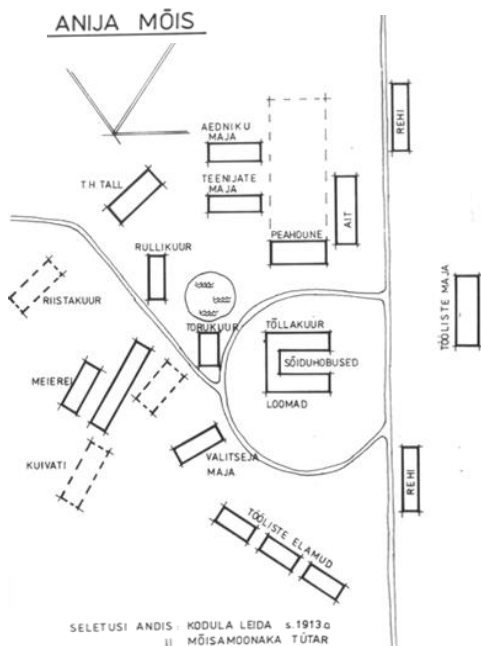 ANIJA MÕIS
REHI
AEDNIKU
MAJA
T.H TALL
TEENIJATE
MAJA
AIT
PEAHOONE
RULLIKUUR
RIISTAKUUR
TORUKUUR
TÕLLAKUUR
SÕIDUHOBUSED
LOOMAD
TÖÖLISTE MAJA
MEIEREI
KUIVATI
VALITSEJA
MAJA
REHI
TÖÖLISTE ELAMUD
SELETUSI ANDIS: KODULA LEIDA s.1913.a
II MÕISAMOONAKA TÜTAR